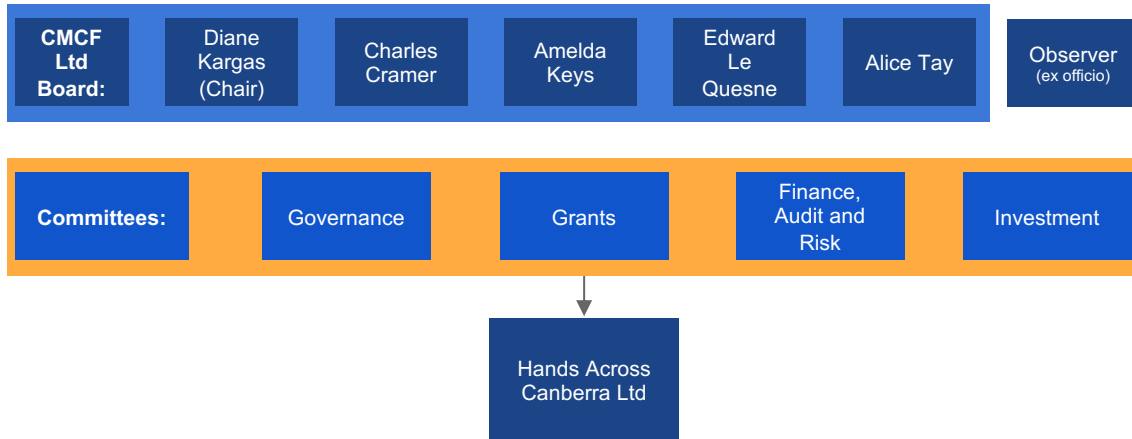 CMCF
Ltd
Board:
Diane
Kargas
(Chair)
Charles
Cramer
Amelda
Keys
Edward
Le
Quesne
Alice Tay
Observer
(ex officio)
Committees:
Governance
Grants
Finance,
Audit and
Risk
Investment
Hands Across
Canberra Ltd